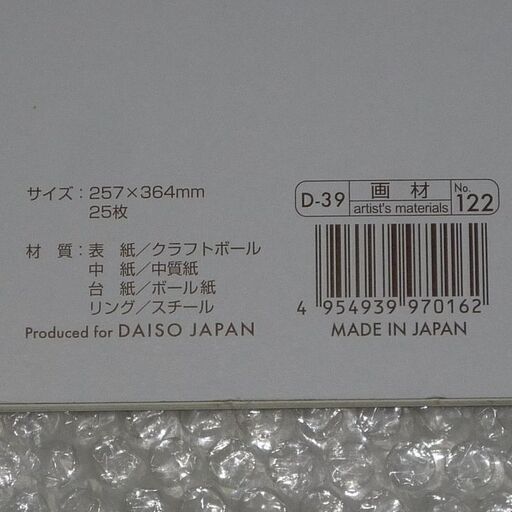 サイズ：257×364mm
25枚
材 質：表 紙／クラフトボール
中 紙／中質紙
台 紙／ボール紙
リング／スチール
Produced for DAISO JAPAN
D-39 画材 artist's materials No. 122
4 954939 970162
MADE IN JAPAN